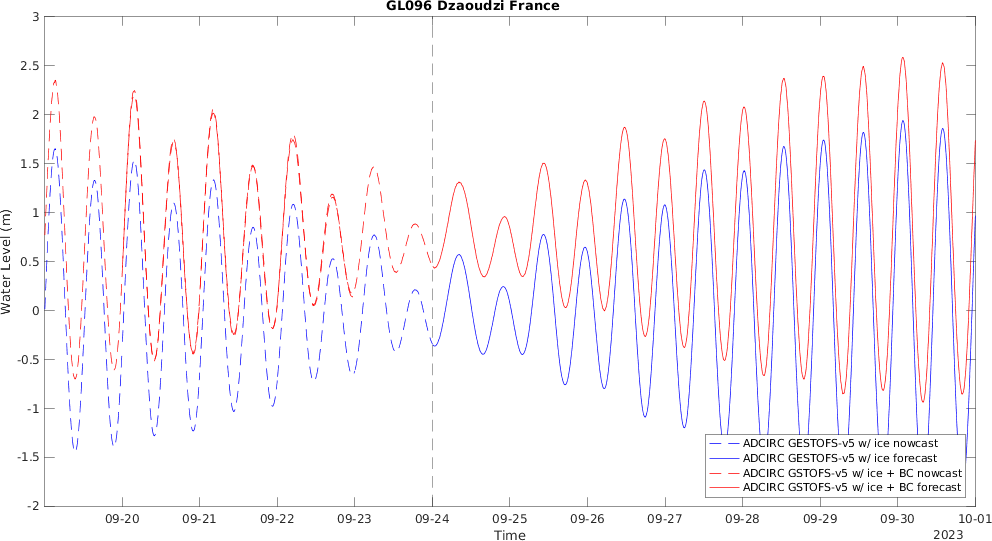 GL096 Dzaoudzi France
3
2.5
2
1.5
1
0.5
0
-0.5
-1
-1.5
-2
Water Level (m)
ADCIRC GESTOFS-v5 w/ ice nowcast
ADCIRC GESTOFS-v5 w/ ice forecast
ADCIRC GSTOFS-v5 w/ ice + BC nowcast
ADCIRC GSTOFS-v5 w/ ice + BC forecast
09-20 09-21 09-22 09-23 09-24 09-25 09-26 09-27 09-28 09-29 09-30 10-01
Time
2023